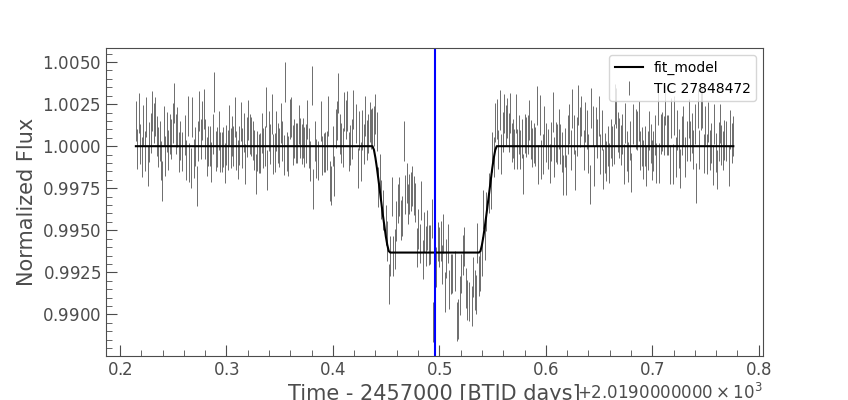 fit_model
TIC 27848472
Normalized Flux
1.0050
1.0025
1.0000
0.9975
0.9950
0.9925
0.9900
0.2 0.3 0.4 0.5 0.6 0.7 0.8
Time - 2457000 [BTJD days]
+2.0190000000 × 10³